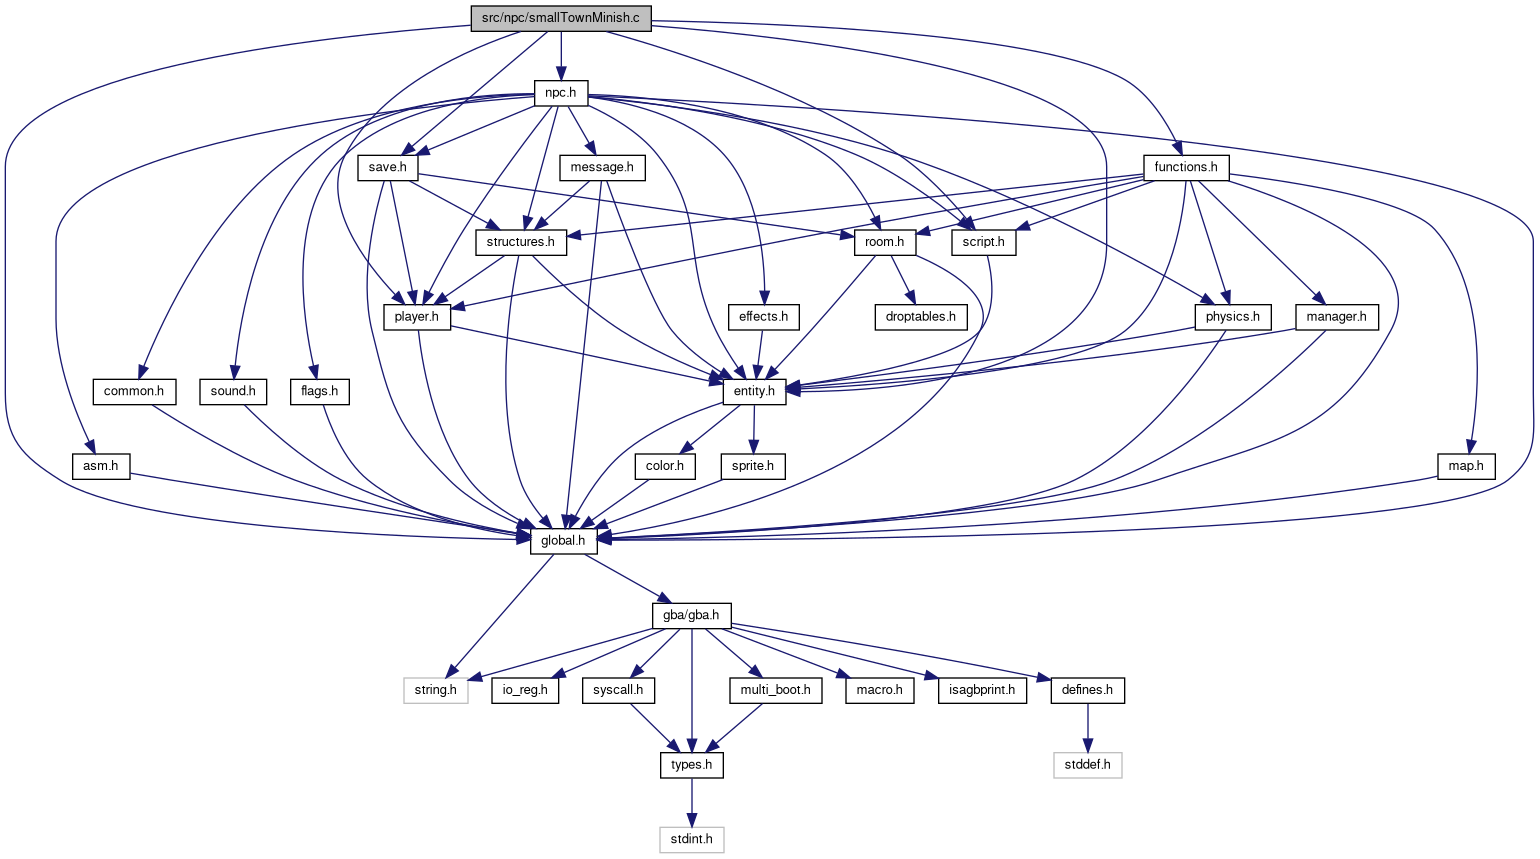 src/npc/smallTownMinish.c
npc.h
save.h
message.h
functions.h
structures.h
room.h
script.h
player.h
effects.h
droptables.h
physics.h
manager.h
common.h
sound.h
flags.h
entity.h
asm.h
color.h
sprite.h
map.h
global.h
gba/gba.h
string.h
io_reg.h
syscall.h
multi_boot.h
macro.h
isagbprint.h
defines.h
types.h
stddef.h
stdint.h